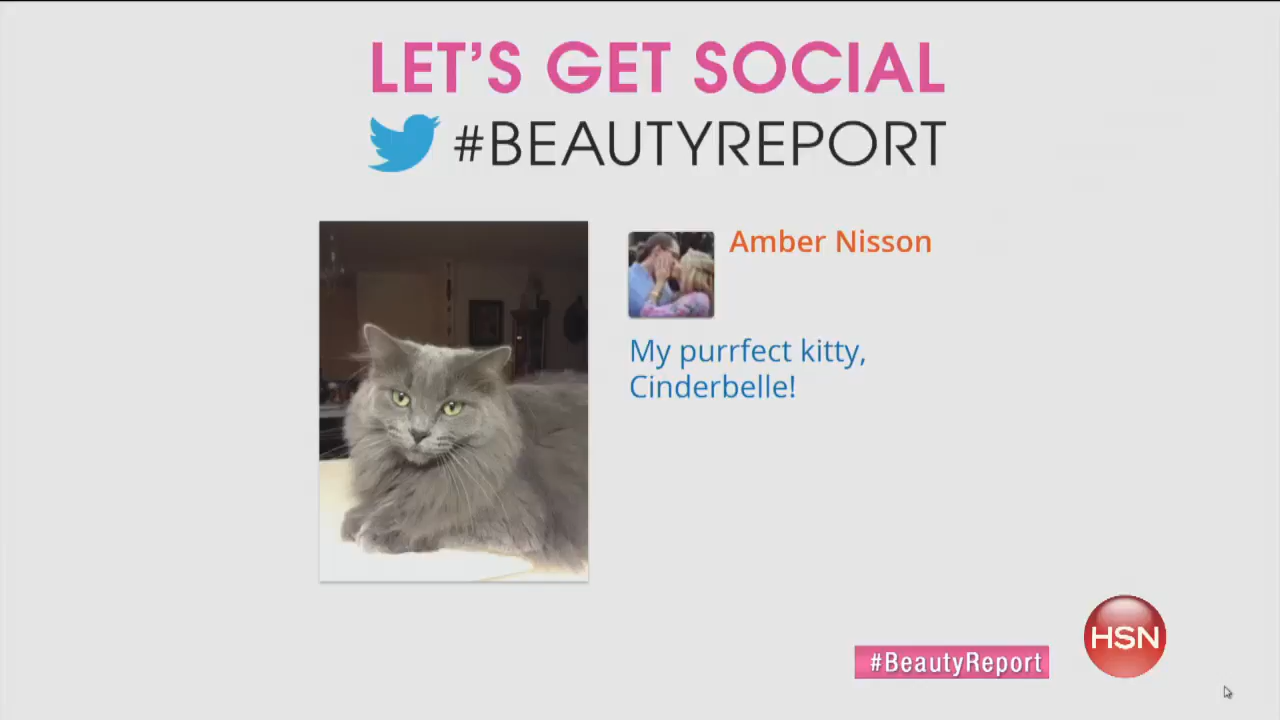 LET'S GET SOCIAL
#BEAUTYREPORT
Amber Nisson
My purrfect kitty,
Cinderbelle!
#BeautyReport
HSN